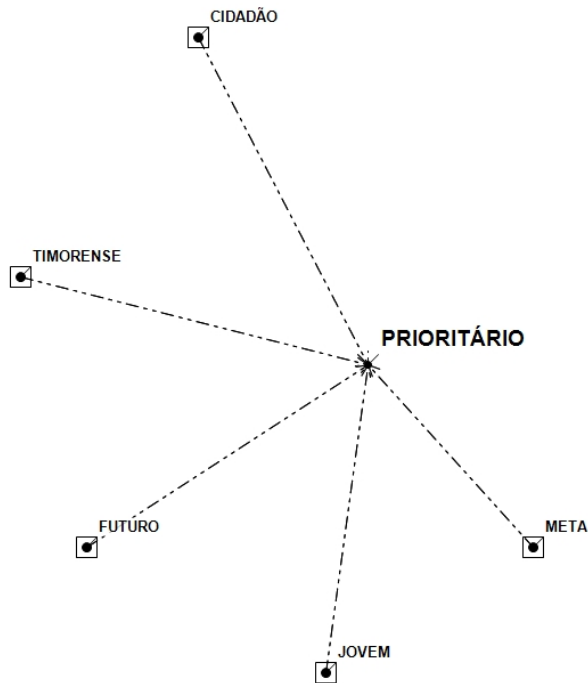 CIDADÃO
TIMORENSE
PRIORITÁRIO
FUTURO
META
JOVEM